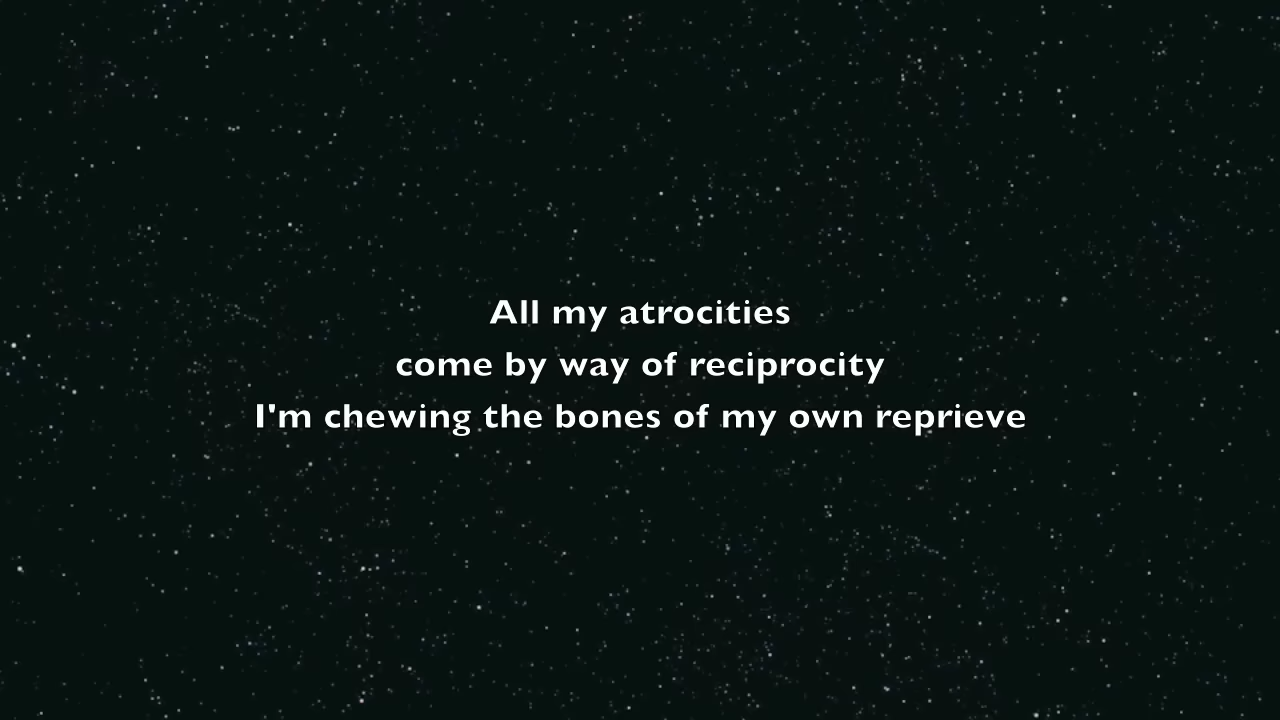 All my atrocities
come by way of reciprocity
I'm chewing the bones of my own reprieve